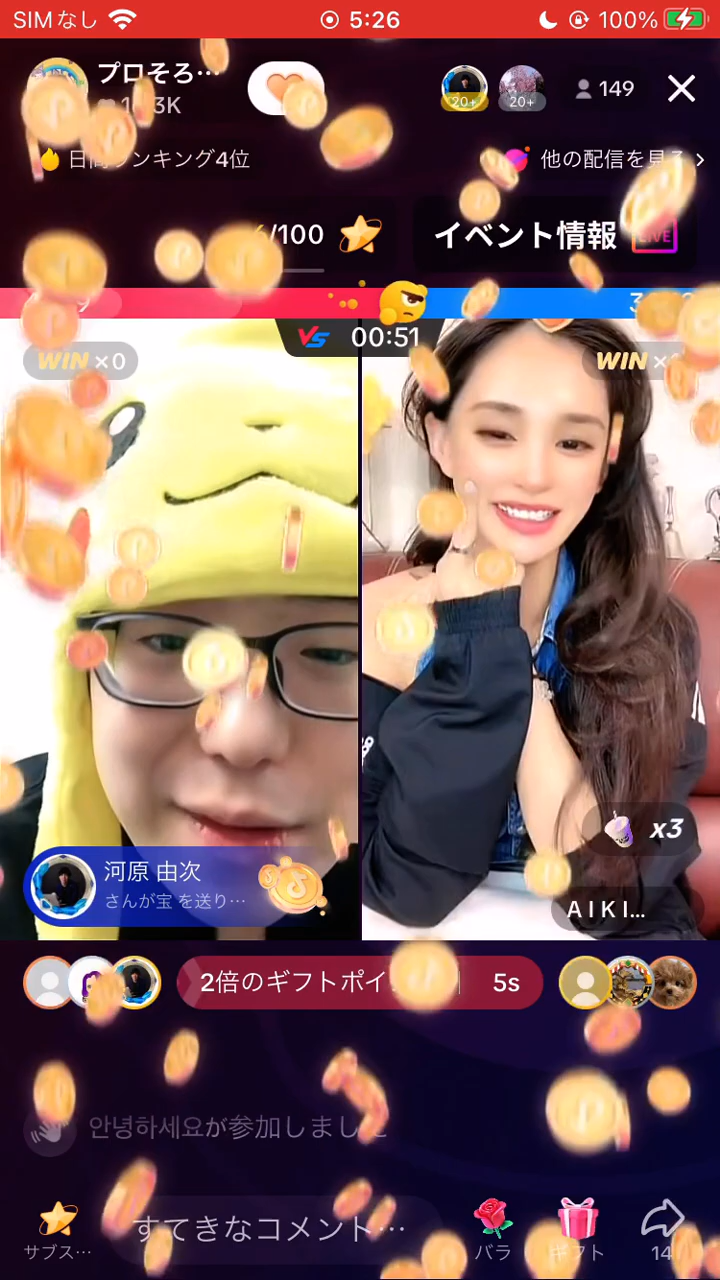 SIMなし 5:26 100%
プロそろ…
20+ 20+ 149
日間ランキング4位 他の配信を見る
/100 イベント情報 LIVE
VS 00:51
WIN ×0 WIN
x3
河原 由次
さんが宝 を送り…
AIKI...
2倍のギフトポイ 5s
안녕하세요が参加しました
サブス… すてきなコメント… バラ ギフト 14